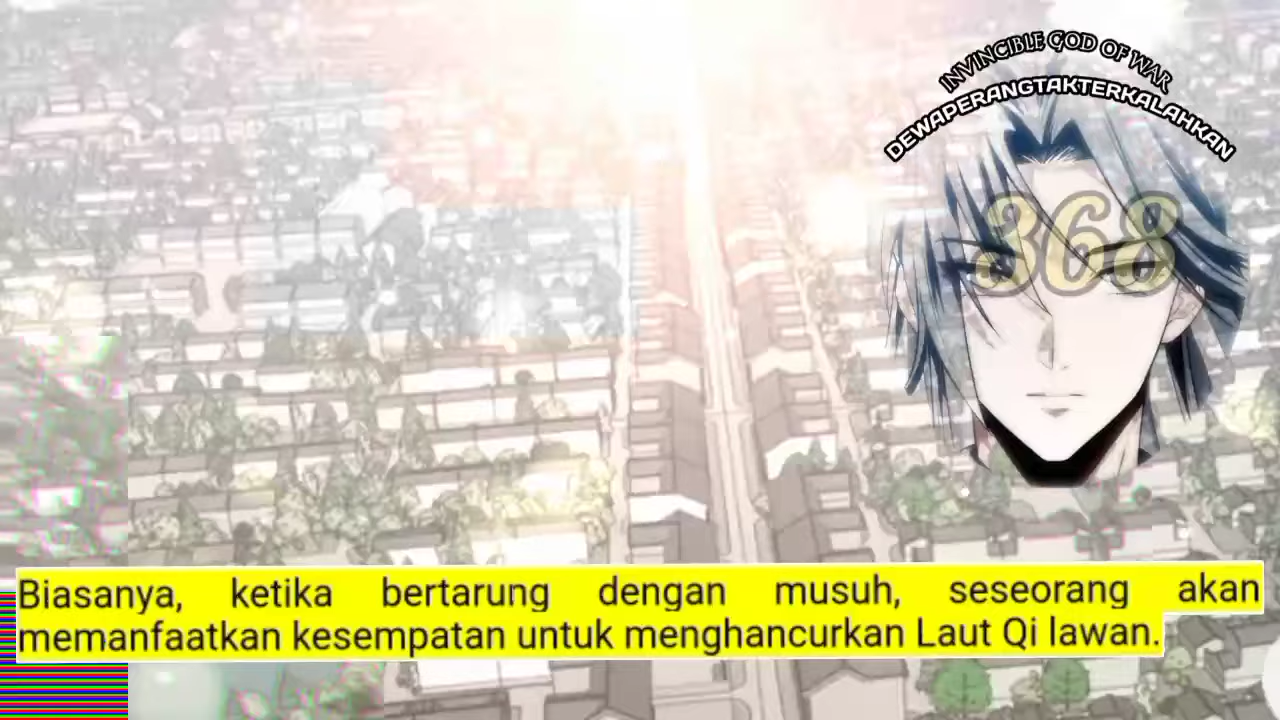 INVINCIBLE GOD OF WAR
DEWAPERANGTAKTERKALAHKAN
368
Biasanya, ketika bertarung dengan musuh, seseorang akan
memanfaatkan kesempatan untuk menghancurkan Laut Qi lawan.